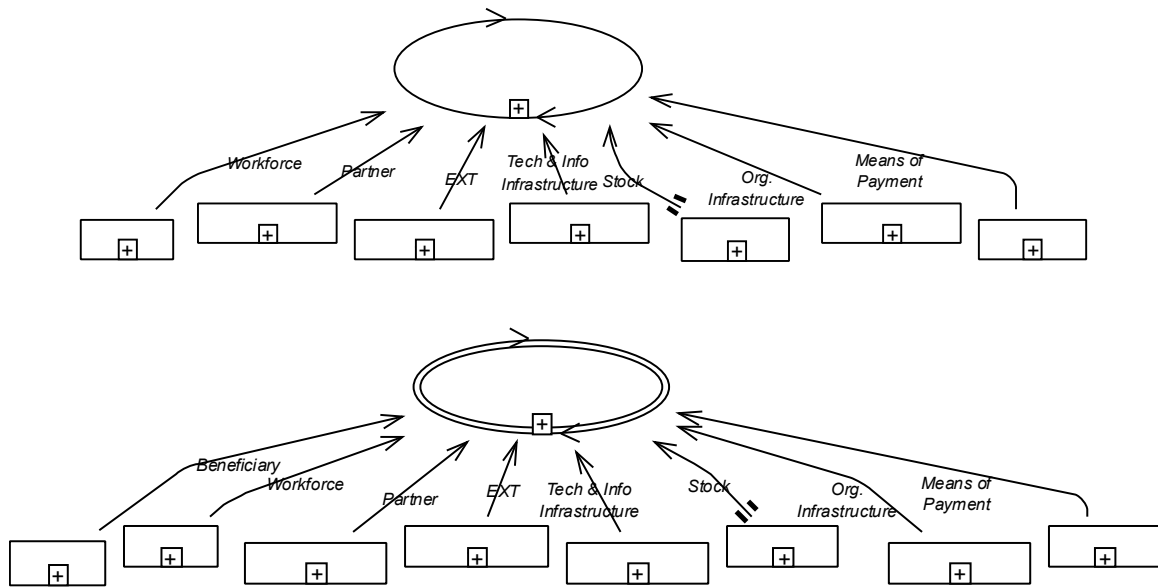 Workforce
Partner
EXT
Tech & Info
Infrastructure
Stock
Org.
Infrastructure
Means of
Payment
Beneficiary
Workforce
Partner
EXT
Tech & Info
Infrastructure
Stock
Org.
Infrastructure
Means of
Payment